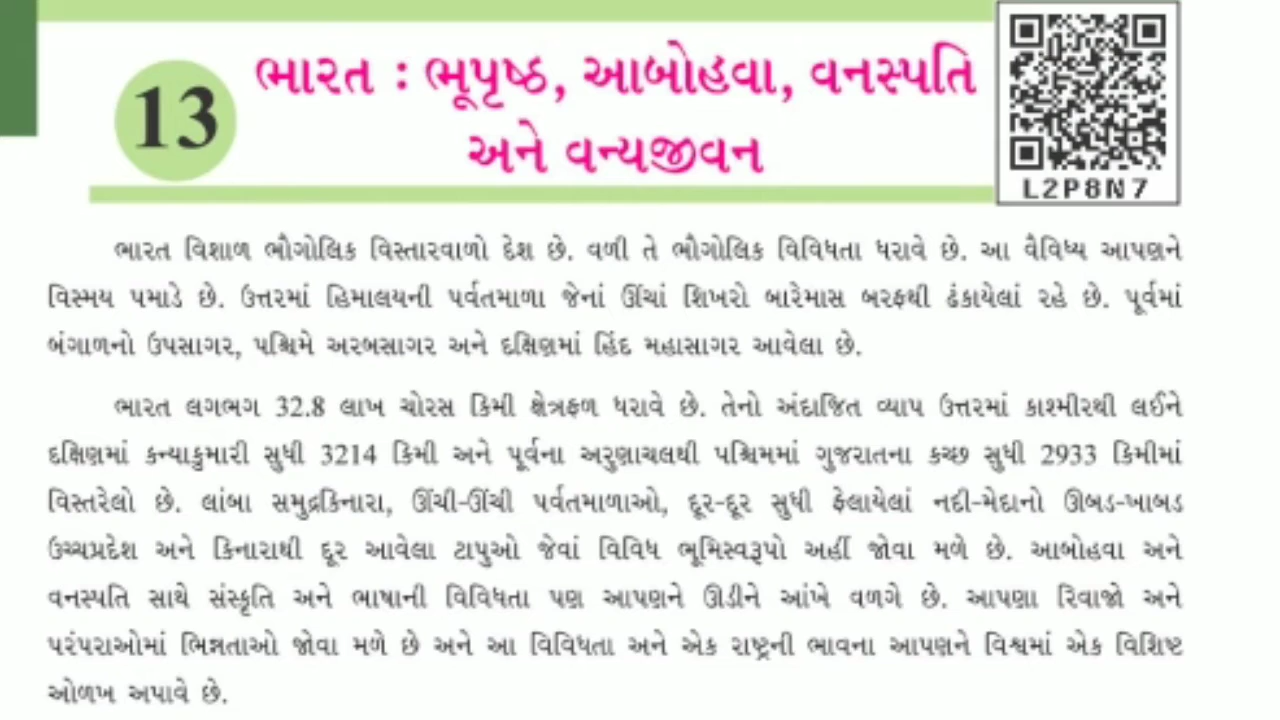 13
ભારત : ભૂપૃષ્ઠ, આબોહવા, વનસ્પતિ
અને વન્યજીવન
L2P8N7
ભારત વિશાળ ભૌગોલિક વિસ્તારવાળો દેશ છે. વળી તે ભૌગોલિક વિવિધતા ધરાવે છે. આ વૈવિધ્ય આપણને
વિસ્મય પમાડે છે. ઉત્તરમાં હિમાલયની પર્વતમાળા જેનાં ઊંચાં શિખરો બારેમાસ બરફથી ઢંકાયેલાં રહે છે. પૂર્વમાં
બંગાળનો ઉપસાગર, પશ્ચિમે અરબસાગર અને દક્ષિણમાં હિંદ મહાસાગર આવેલા છે.
ભારત લગભગ 32.8 લાખ ચોરસ કિમી ક્ષેત્રફળ ધરાવે છે. તેનો અંદાજિત વ્યાપ ઉત્તરમાં કાશ્મીરથી લઈને
દક્ષિણમાં કન્યાકુમારી સુધી 3214 કિમી અને પૂર્વના અરુણાચલથી પશ્ચિમમાં ગુજરાતના કચ્છ સુધી 2933 કિમીમાં
વિસ્તરેલો છે. લાંબા સમુદ્રકિનારા, ઊંચી-ઊંચી પર્વતમાળાઓ, દૂર-દૂર સુધી ફેલાયેલાં નદી-મેદાનો ઊબડ-ખાબડ
ઉચ્ચપ્રદેશ અને કિનારાથી દૂર આવેલા ટાપુઓ જેવાં વિવિધ ભૂમિસ્વરૂપો અહીં જોવા મળે છે. આબોહવા અને
વનસ્પતિ સાથે સંસ્કૃતિ અને ભાષાની વિવિધતા પણ આપણને ઊડીને આંખે વળગે છે. આપણા રિવાજો અને
પરંપરાઓમાં ભિન્નતાઓ જોવા મળે છે અને આ વિવિધતા અને એક રાષ્ટ્રની ભાવના આપણને વિશ્વમાં એક વિશિષ્ટ
ઓળખ અપાવે છે.